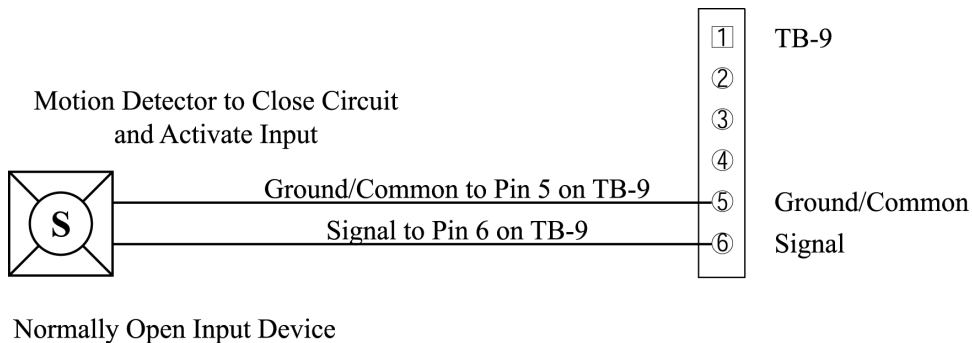 1 TB-9
2
Motion Detector to Close Circuit
and Activate Input
3
4
Ground/Common to Pin 5 on TB-9 5 Ground/Common
S
Signal to Pin 6 on TB-9 6 Signal
Normally Open Input Device